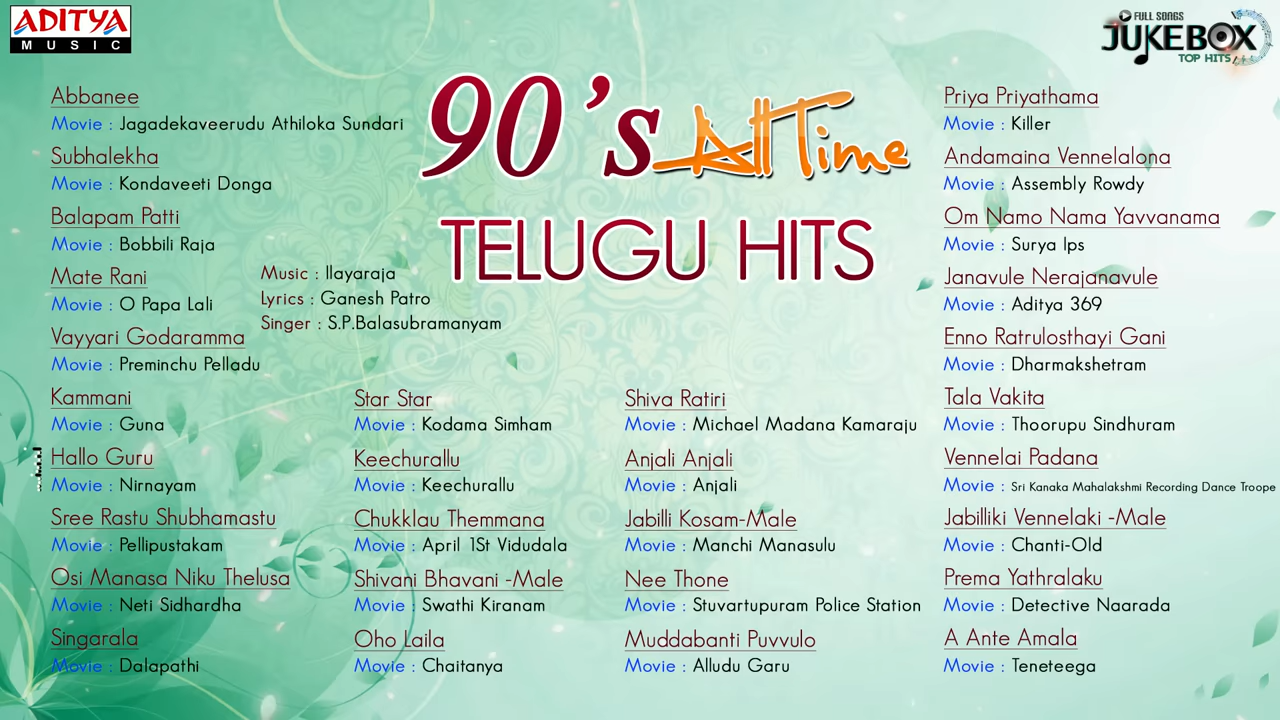 ADITYA
MUSIC
FULL SONGS
JUKEBOX
TOP HITS
90's All Time
TELUGU HITS
Abbanee
Movie : Jagadekaveerudu Athiloka Sundari
Subhalekha
Movie : Kondaveeti Donga
Balapam Patti
Movie : Bobbili Raja
Mate Rani
Movie : O Papa Lali
Music : Ilayaraja
Lyrics : Ganesh Patro
Singer : S.P.Balasubramanyam
Vayyari Godaramma
Movie : Preminchu Pelladu
Kammani
Movie : Guna
Hallo Guru
Movie : Nirnayam
Sree Rastu Shubhamastu
Movie : Pellipustakam
Osi Manasa Niku Thelusa
Movie : Neti Sidhardha
Singarala
Movie : Dalapathi
Star Star
Movie : Kodama Simham
Keechurallu
Movie : Keechurallu
Chukklau Themmana
Movie : April 1St Vidudala
Shivani Bhavani -Male
Movie : Swathi Kiranam
Oho Laila
Movie : Chaitanya
Shiva Ratiri
Movie : Michael Madana Kamaraju
Anjali Anjali
Movie : Anjali
Jabilli Kosam-Male
Movie : Manchi Manasulu
Nee Thone
Movie : Stuvartupuram Police Station
Muddabanti Puvvulo
Movie : Alludu Garu
Priya Priyathama
Movie : Killer
Andamaina Vennelalona
Movie : Assembly Rowdy
Om Namo Nama Yavvanama
Movie : Surya Ips
Janavule Nerajanavule
Movie : Aditya 369
Enno Ratrulosthayi Gani
Movie : Dharmakshetram
Tala Vakita
Movie : Thoorupu Sindhuram
Vennelai Padana
Movie : Sri Kanaka Mahalakshmi Recording Dance Troope
Jabilliki Vennelaki -Male
Movie : Chanti-Old
Prema Yathralaku
Movie : Detective Naarada
A Ante Amala
Movie : Teneteega